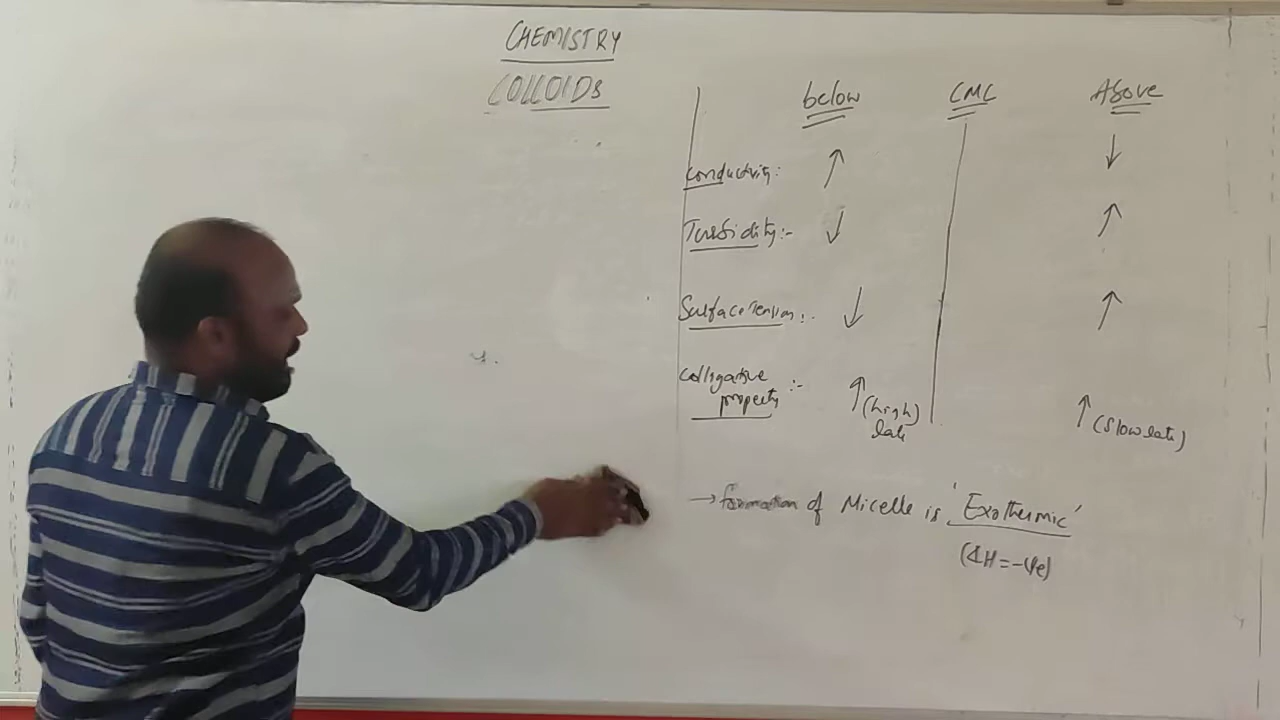 CHEMISTRY
COLLOIDS
below CMC Above
Conductivity: ↑ ↓
Turbidity:- ↓ ↑
Surface Tension:. ↓ ↑
Colligative property :- ↑ (high) ↑ (slow rate)
→ formation of Micelle is 'Exothermic'
(ΔH = -ve)